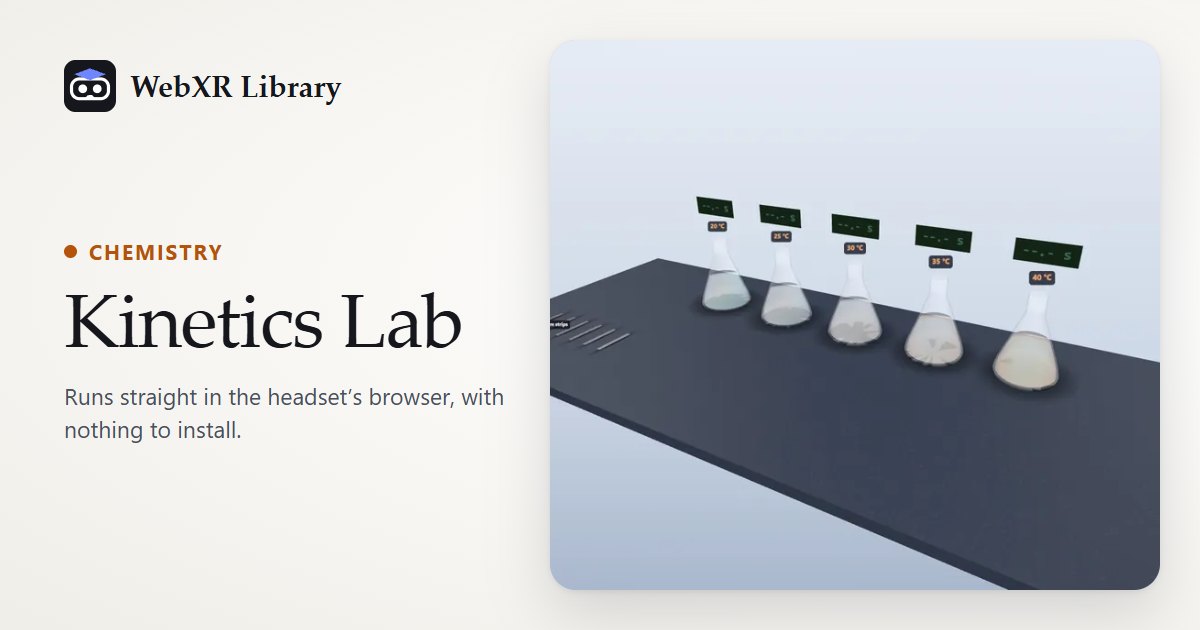 WebXR Library
CHEMISTRY
Kinetics Lab
Runs straight in the headset’s browser, with
nothing to install.
--.- s
--.- s
--.- s
--.- s
--.- s
20 °C
25 °C
30 °C
35 °C
40 °C
strips